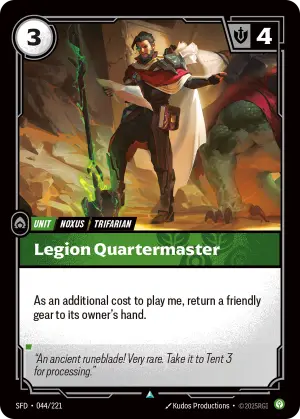 3
4
UNIT NOXUS TRIFARIAN
Legion Quartermaster
As an additional cost to play me, return a friendly
gear to its owner's hand.
"An ancient runeblade! Very rare. Take it to Tent 3
for processing."
SFD • 044/221 Kudos Productions • ©2025RGI